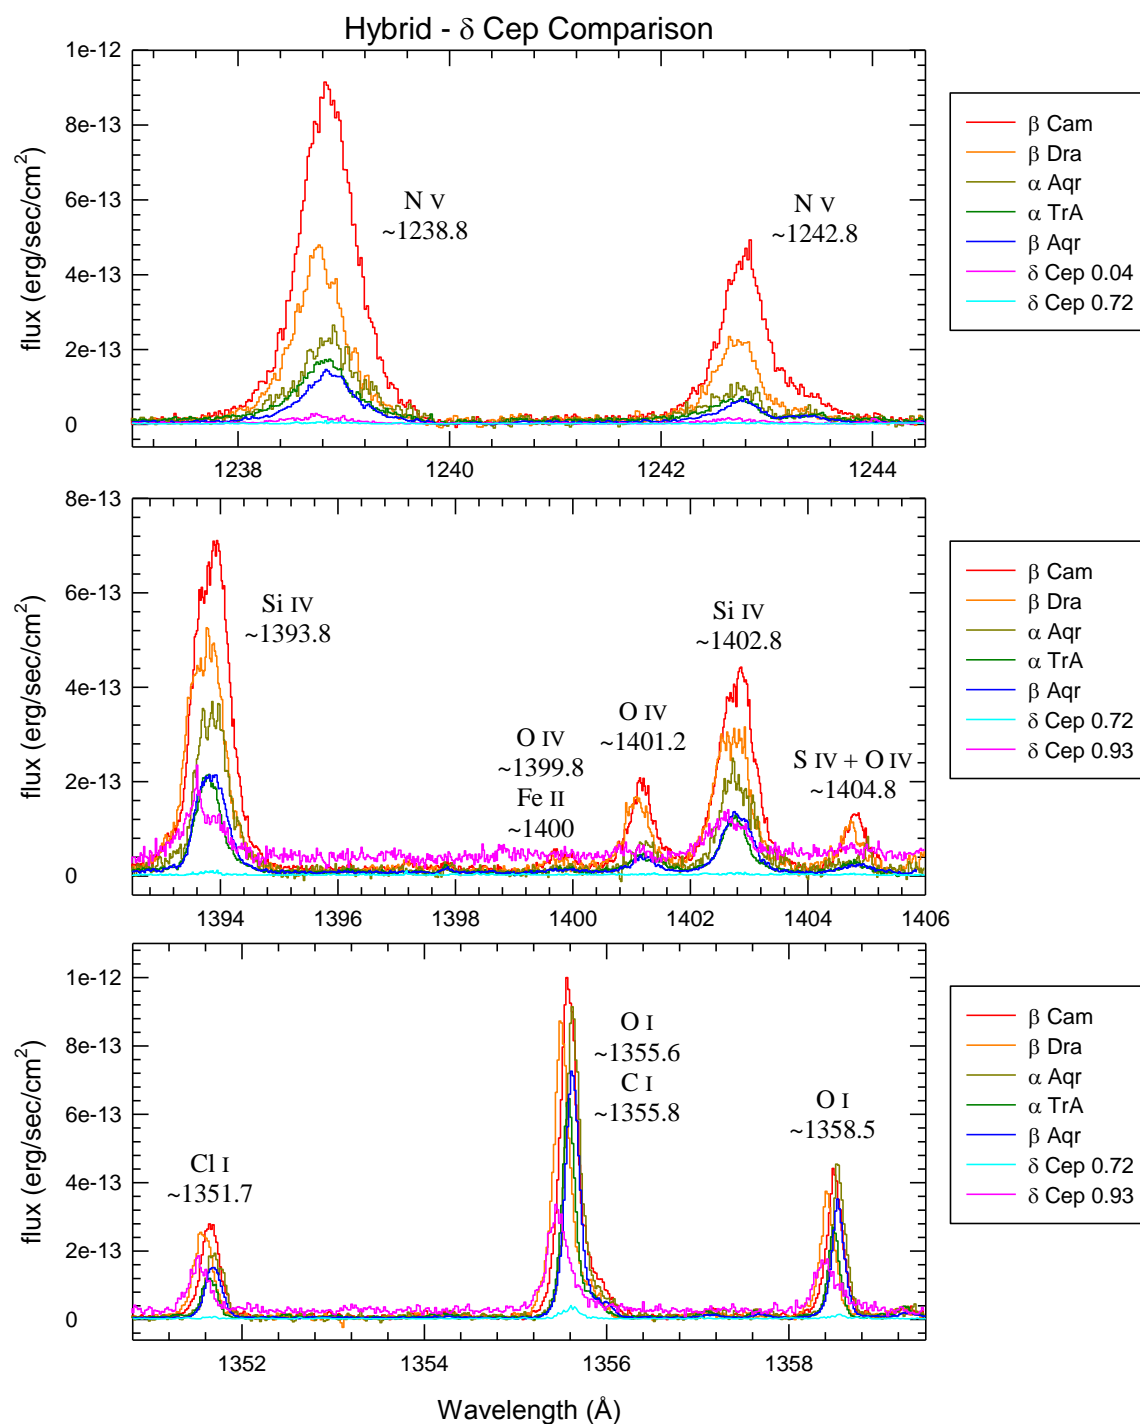 Hybrid - δ Cep Comparison
1e-12
8e-13
6e-13
4e-13
2e-13
0
flux (erg/sec/cm²)
N V
~1238.8
N V
~1242.8
1238
1240
1242
1244
β Cam
β Dra
α Aqr
α TrA
β Aqr
δ Cep 0.04
δ Cep 0.72
8e-13
6e-13
4e-13
2e-13
0
flux (erg/sec/cm²)
Si IV
~1393.8
O IV
~1399.8
Fe II
~1400
O IV
~1401.2
Si IV
~1402.8
S IV + O IV
~1404.8
1394
1396
1398
1400
1402
1404
1406
β Cam
β Dra
α Aqr
α TrA
β Aqr
δ Cep 0.72
δ Cep 0.93
1e-12
8e-13
6e-13
4e-13
2e-13
0
flux (erg/sec/cm²)
Cl I
~1351.7
O I
~1355.6
C I
~1355.8
O I
~1358.5
1352
1354
1356
1358
Wavelength (Å)
β Cam
β Dra
α Aqr
α TrA
β Aqr
δ Cep 0.72
δ Cep 0.93